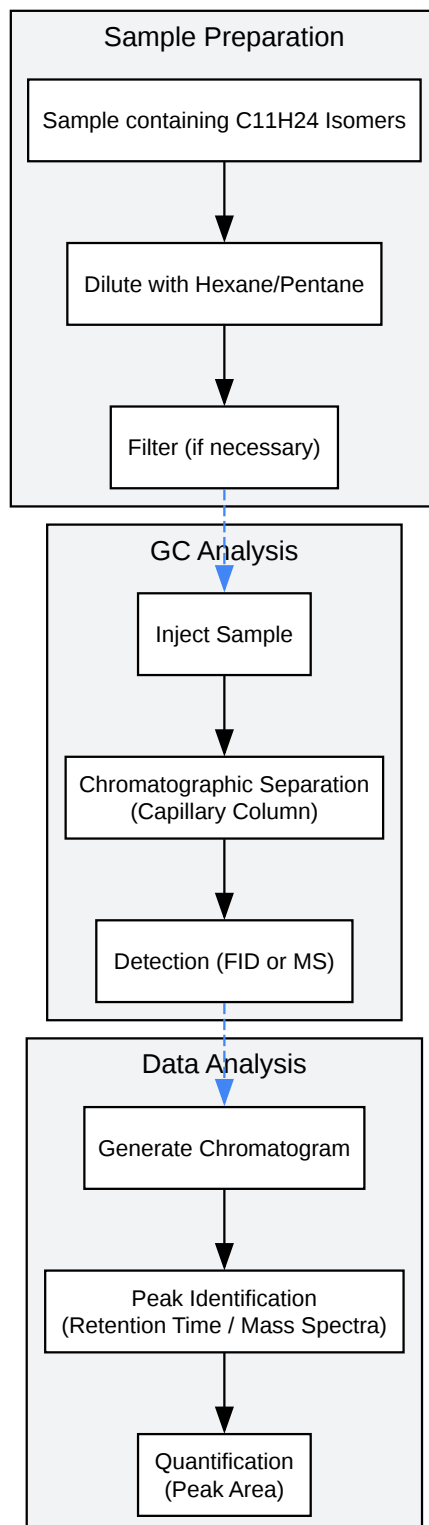 Sample Preparation
Sample containing C11H24 Isomers
Dilute with Hexane/Pentane
Filter (if necessary)
GC Analysis
Inject Sample
Chromatographic Separation
(Capillary Column)
Detection (FID or MS)
Data Analysis
Generate Chromatogram
Peak Identification
(Retention Time / Mass Spectra)
Quantification
(Peak Area)